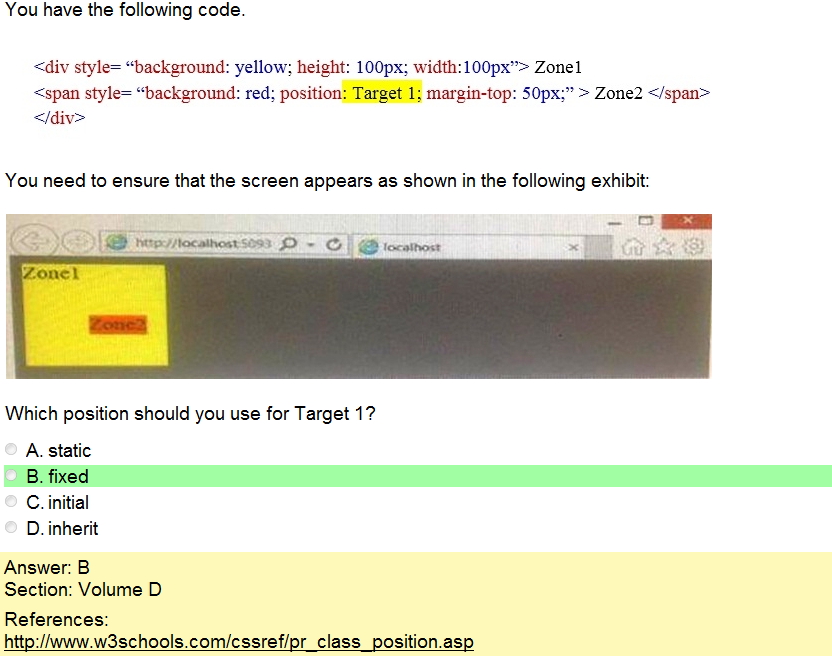 You have the following code.
<div style= “background: yellow; height: 100px; width:100px”> Zone1
<span style= “background: red; position: Target 1; margin-top: 50px;” > Zone2 </span>
</div>
You need to ensure that the screen appears as shown in the following exhibit:
http://localhost:5093 localhost
Zone1
Zone2
Which position should you use for Target 1?
A. static
B. fixed
C. initial
D. inherit
Answer: B
Section: Volume D
References:
http://www.w3schools.com/cssref/pr_class_position.asp